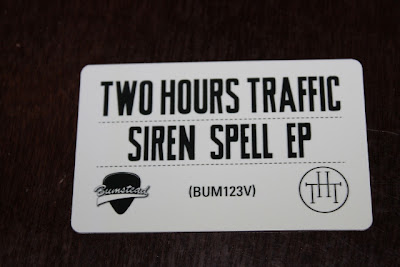 TWO HOURS TRAFFIC
SIREN SPELL EP
Bumstead
(BUM123V)
THT